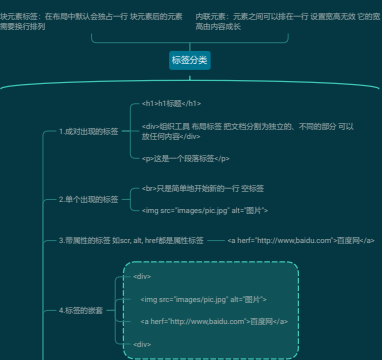 块元素标签：在布局中默认会独占一行 块元素后的元素
需要换行排列
内联元素：元素之间可以排在一行 设置宽高无效 它的宽
高由内容成长
标签分类
1.成对出现的标签
<h1>h1标题</h1>
<div>组织工具 布局标签 把文档分割为独立的、不同的部分 可以
放任何内容</div>
<p>这是一个段落标签</p>
2.单个出现的标签
<br>只是简单地开始新的一行 空标签
<img src="images/pic.jpg" alt="图片">
3.带属性的标签 如scr, alt, href都是属性标签
<a herf="http://www.baidu.com">百度网</a>
4.标签的嵌套
<div>
<img src="images/pic.jpg" alt="图片">
<a herf="http://www.baidu.com">百度网</a>
<div>